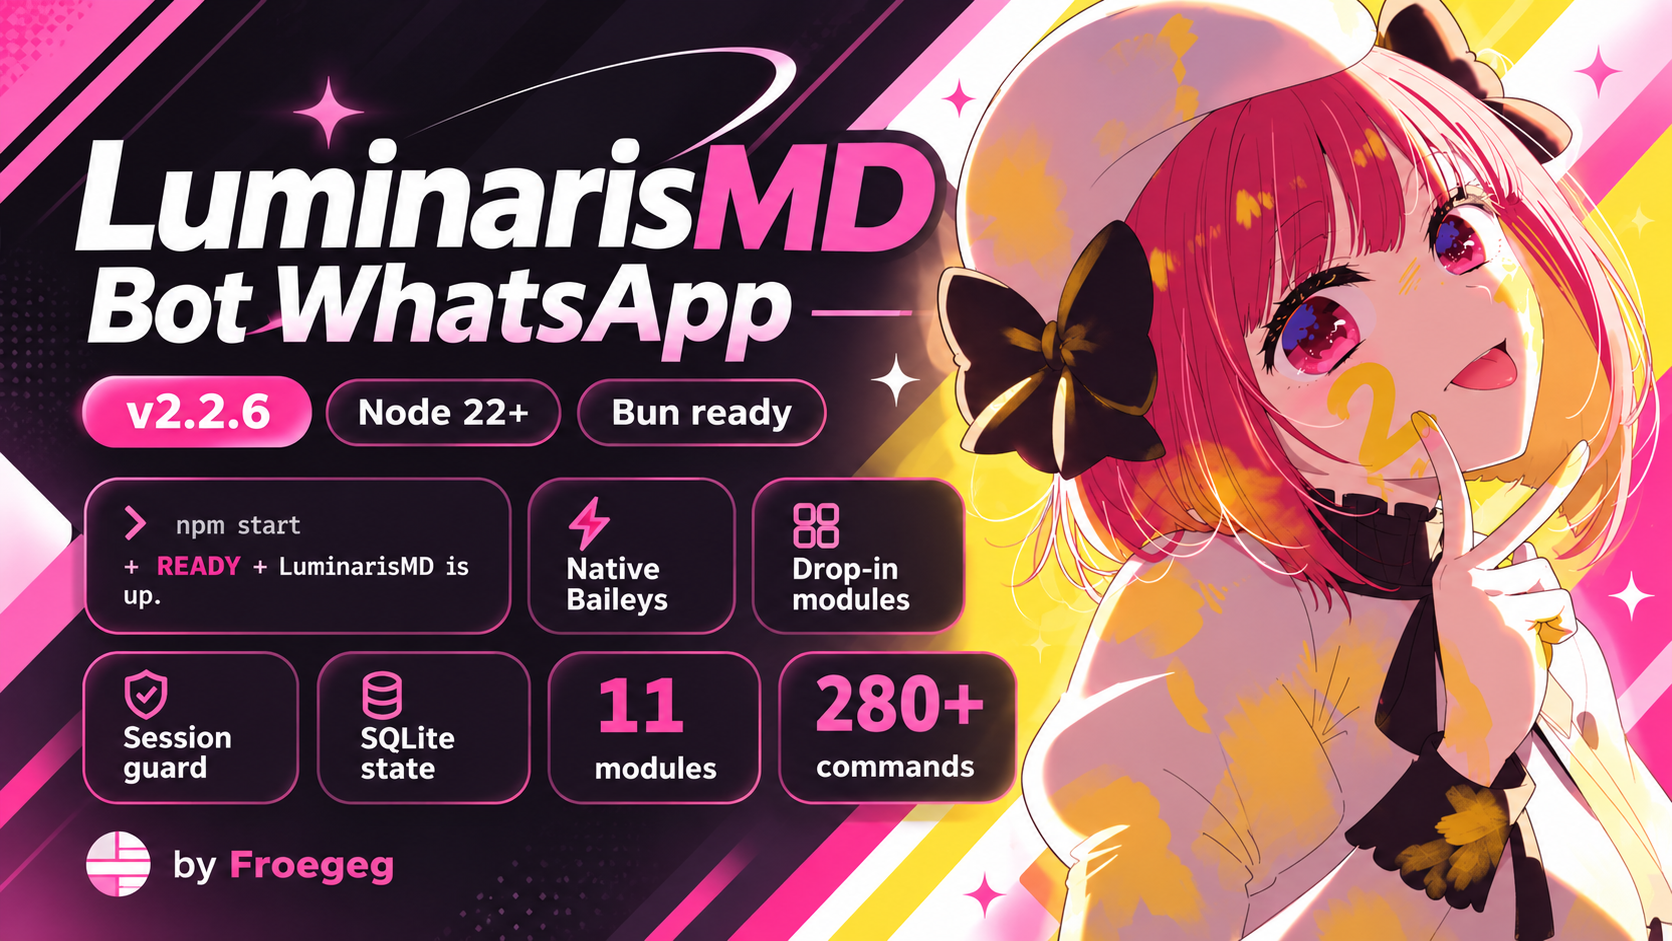 LuminarisMD
Bot WhatsApp
v2.2.6
Node 22+
Bun ready
npm start
+ READY + LuminarisMD is
up.
Native
Baileys
Drop-in
modules
Session
guard
SQLite
state
11
modules
280+
commands
by Froegeg
2